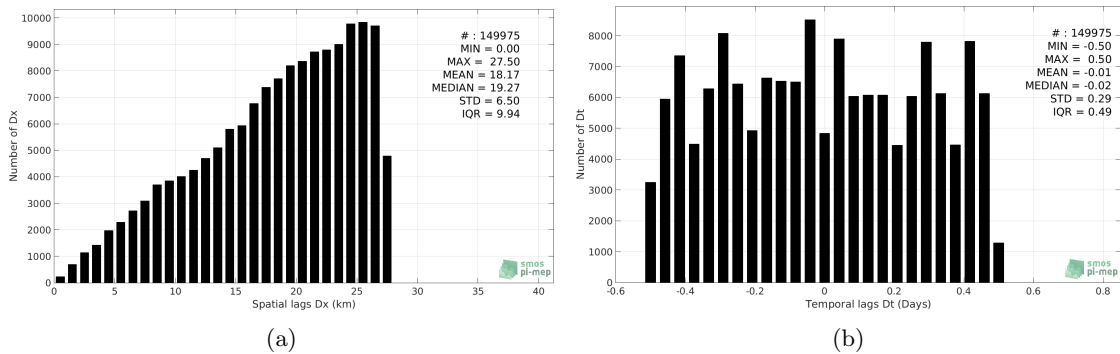 10000
9000
8000
7000
6000
5000
4000
3000
2000
1000
0
Number of Dx
# : 149975
MIN = 0.00
MAX = 27.50
MEAN = 18.17
MEDIAN = 19.27
STD = 6.50
IQR = 9.94
smos
pi-mep
0 5 10 15 20 25 30 35 40
Spatial lags Dx (km)
(a)
8000
7000
6000
5000
4000
3000
2000
1000
0
Number of Dt
# : 149975
MIN = -0.50
MAX = 0.50
MEAN = -0.01
MEDIAN = -0.02
STD = 0.29
IQR = 0.49
smos
pi-mep
-0.6 -0.4 -0.2 0 0.2 0.4 0.6 0.8
Temporal lags Dt (Days)
(b)